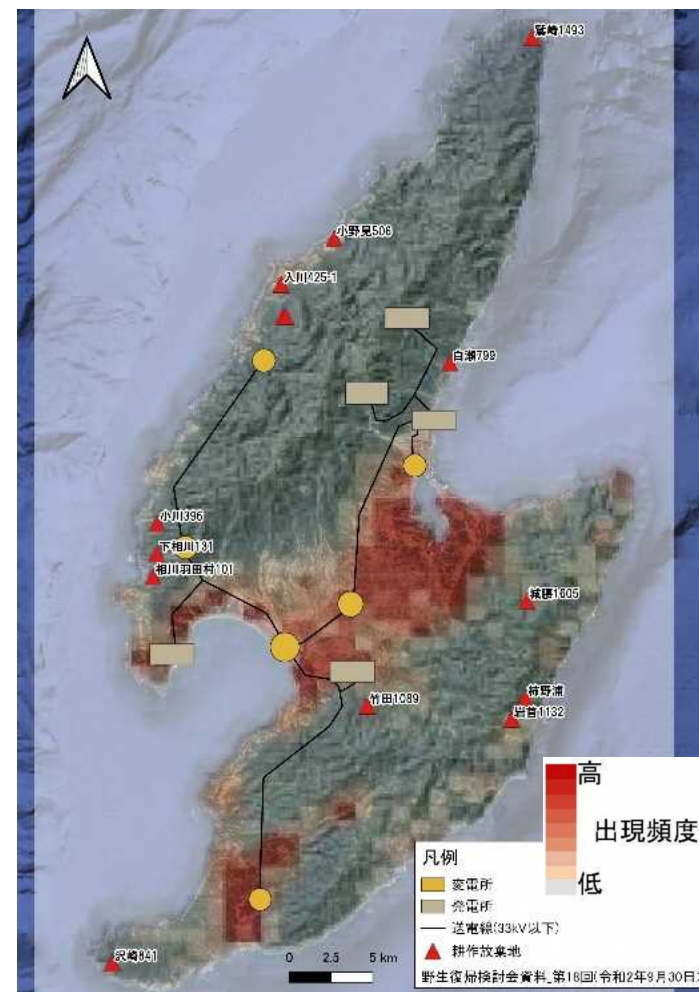 鷲崎1493
小野見506
入川425-1
白瀬799
小川396
下相川131
相川羽田村101
城腰1605
柿野浦
岩首1132
竹田1089
高
出現頻度
低
凡例
変電所
発電所
送電線(33kV以下)
耕作放棄地
沢崎841
0 2.5 5 km
野生復帰検討会資料_第18回(令和2年9月30日